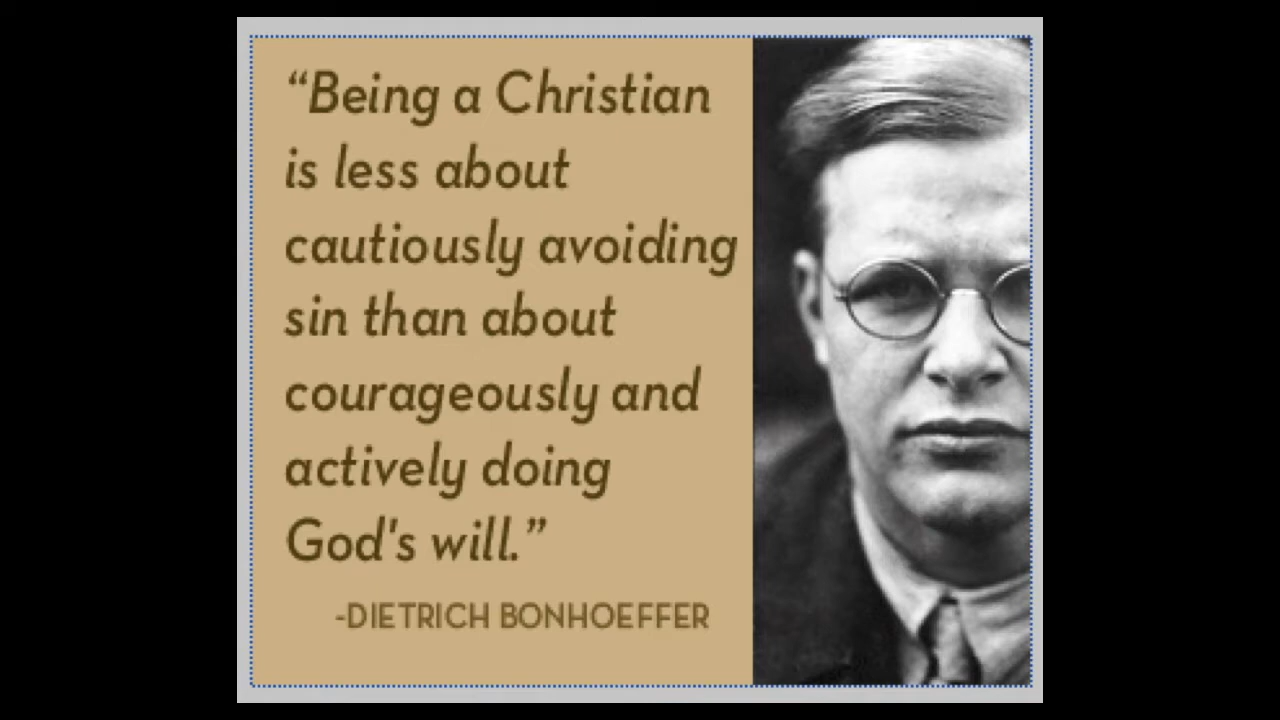 “Being a Christian
is less about
cautiously avoiding
sin than about
courageously and
actively doing
God's will.”
-DIETRICH BONHOEFFER